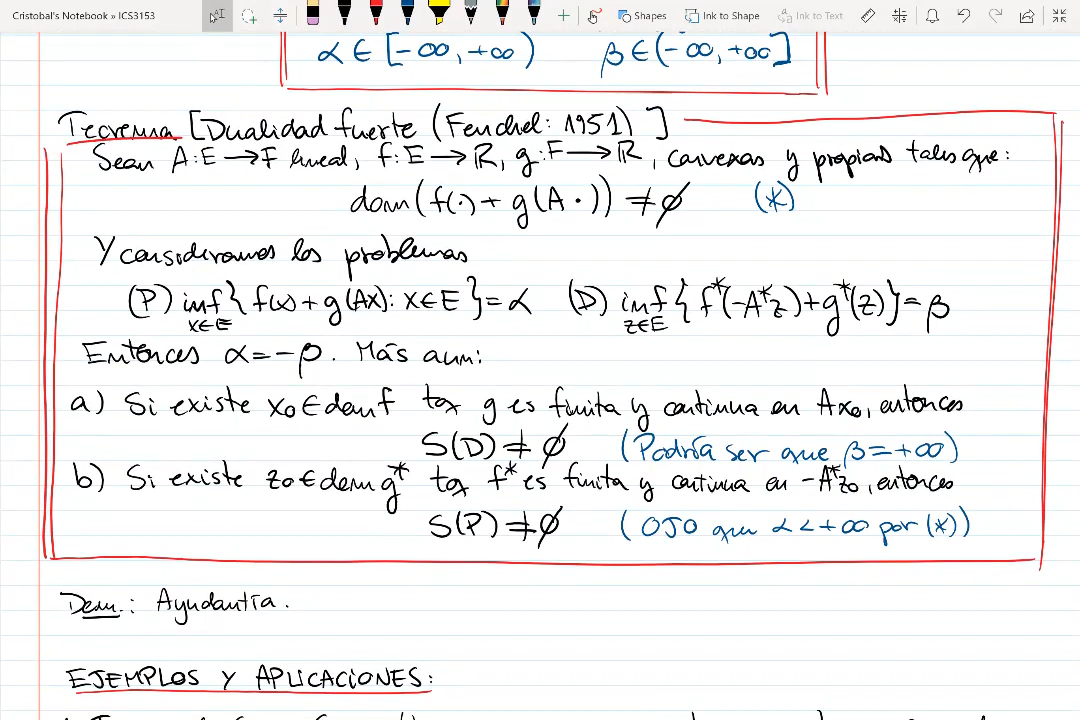 Cristobal's Notebook » ICS3153
Shapes Ink to Shape Ink to Text
α ∈ [-∞, +∞) β ∈ (-∞, +∞]
Teorema [Dualidad fuerte (Fenchel: 1951) ]
Sean A:E→F lineal, f:E→ℝ, g:F→ℝ, convexas y propias tales que:
dom(f(·) + g(A·)) ≠ ∅ (*)
Y consideramos los problemas
(P) inf_{x∈E} { f(x) + g(Ax) : x∈E } = α (D) inf_{z∈E} { f*(-A*z) + g*(z) } = β
Entonces α = -β. Más aun:
a) Si existe x₀ ∈ dom f tq g es finita y continua en Ax₀, entonces
S(D) ≠ ∅ (Podría ser que β = +∞)
b) Si existe z₀ ∈ dom g* tq f* es finita y continua en -A*z₀, entonces
S(P) ≠ ∅ (OJO que α < +∞ por (*))
Dem.: Ayudantía.
EJEMPLOS Y APLICACIONES: